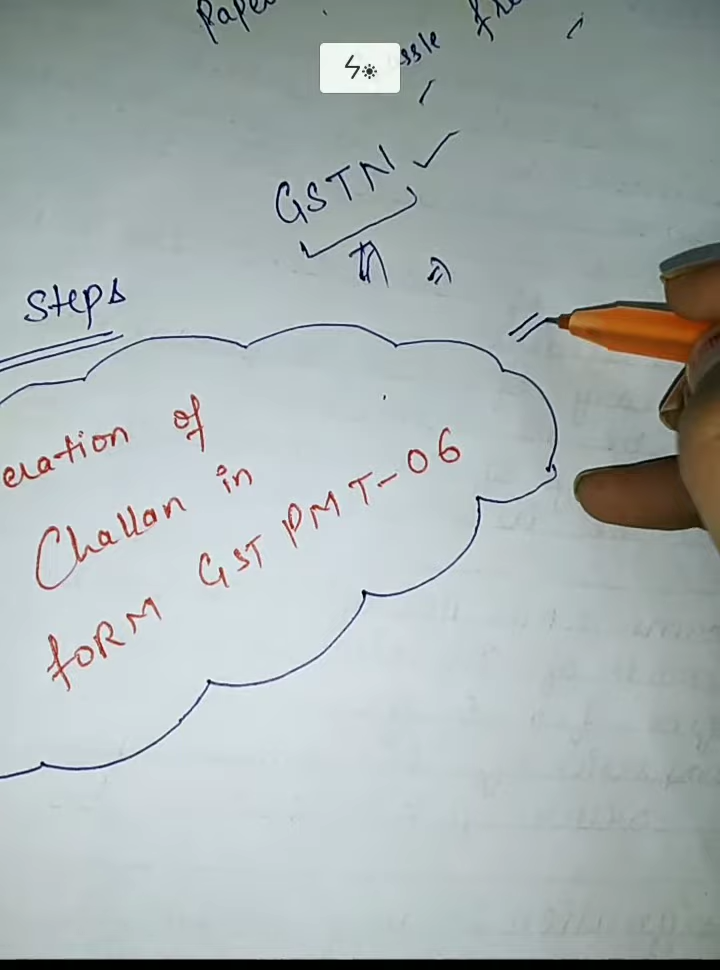 GSTN
Steps
eration of
Challan in
FORM GST PMT-06